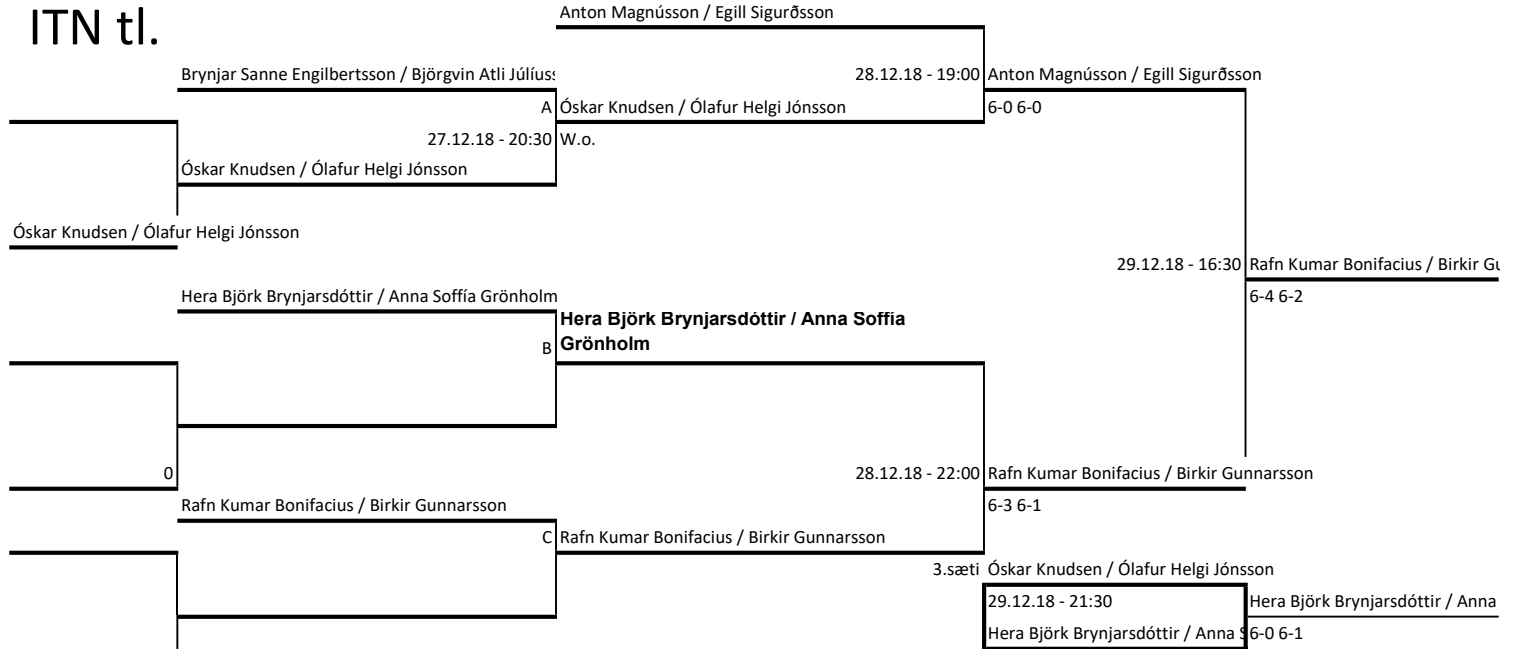 ITN tl.
Anton Magnússon / Egill Sigurðsson
Brynjar Sanne Engilbertsson / Björgvin Atli Júlíus
28.12.18 - 19:00 Anton Magnússon / Egill Sigurðsson
A Óskar Knudsen / Ólafur Helgi Jónsson
6-0 6-0
27.12.18 - 20:30 W.o.
Óskar Knudsen / Ólafur Helgi Jónsson
Óskar Knudsen / Ólafur Helgi Jónsson
29.12.18 - 16:30 Rafn Kumar Bonifacius / Birkir Gu
Hera Björk Brynjarsdóttir / Anna Soffía Grönholm
6-4 6-2
Hera Björk Brynjarsdóttir / Anna Soffía
B Grönholm
0
28.12.18 - 22:00 Rafn Kumar Bonifacius / Birkir Gunnarsson
Rafn Kumar Bonifacius / Birkir Gunnarsson
6-3 6-1
C Rafn Kumar Bonifacius / Birkir Gunnarsson
3.sæti Óskar Knudsen / Ólafur Helgi Jónsson
29.12.18 - 21:30
Hera Björk Brynjarsdóttir / Anna
Hera Björk Brynjarsdóttir / Anna S
6-0 6-1